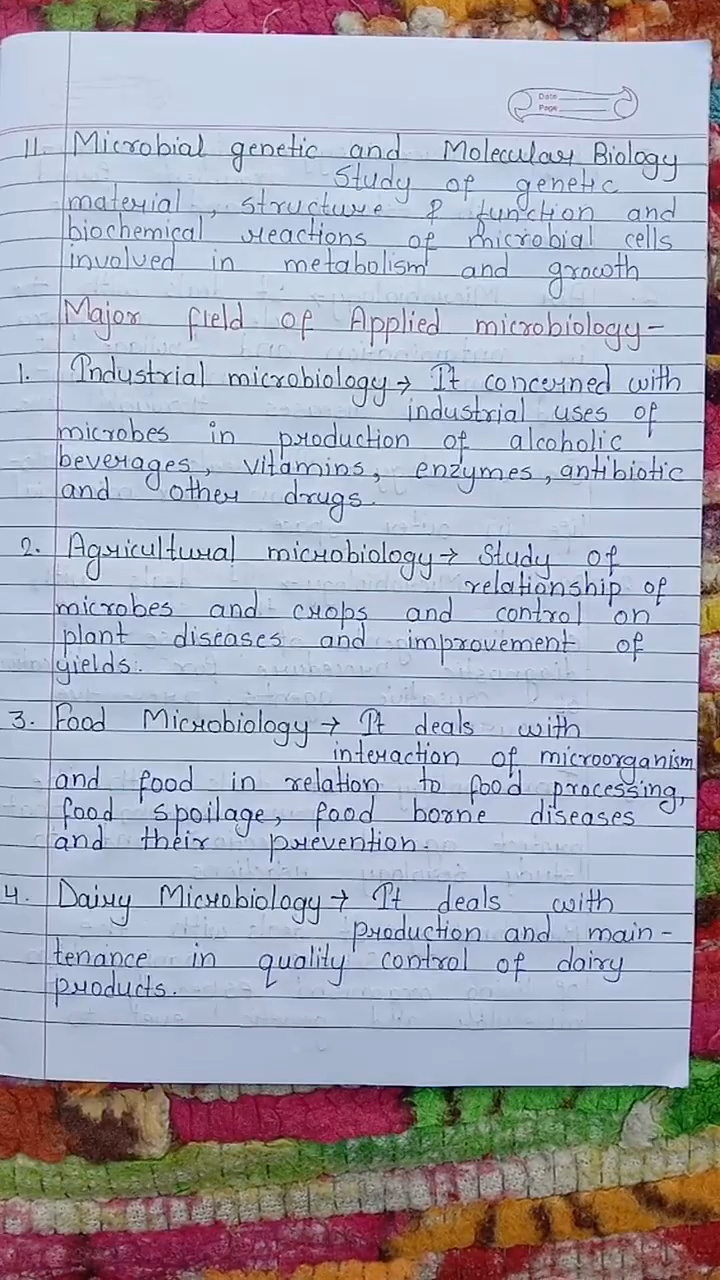 Date
Page
11. Microbial genetic and Molecular Biology
Study of genetic
material, structure & function and
biochemical reactions of microbial cells
involved in metabolism and growth
Major field of Applied microbiology-
1. Industrial microbiology → It concerned with
industrial uses of
microbes in production of alcoholic
beverages, vitamins, enzymes, antibiotic
and other drugs.
2. Agricultural microbiology → Study of
relationship of
microbes and crops and control on
plant diseases and improvement of
yields.
3. Food Microbiology → It deals with
interaction of microorganism
and food in relation to food processing,
food spoilage, food borne diseases
and their prevention.
4. Dairy Microbiology → It deals with
production and main-
tenance in quality control of dairy
products.